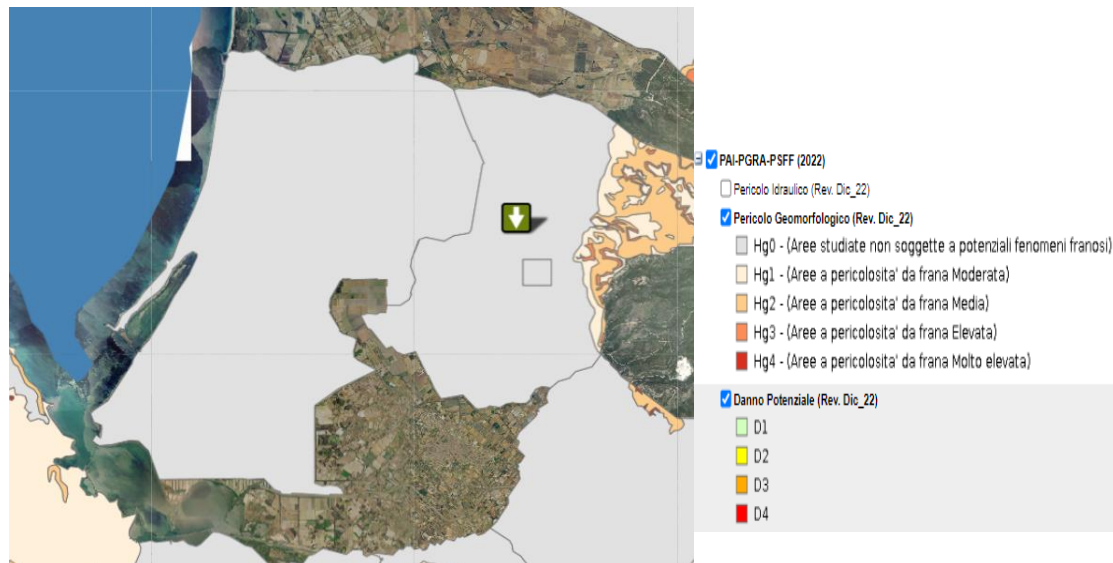 PAI-PGRA-PSFF (2022)
Pericolo Idraulico (Rev. Dic_22)
Pericolo Geomorfologico (Rev. Dic_22)
Hg0 - (Aree studiate non soggette a potenziali fenomeni franosi)
Hg1 - (Aree a pericolosita' da frana Moderata)
Hg2 - (Aree a pericolosita' da frana Media)
Hg3 - (Aree a pericolosita' da frana Elevata)
Hg4 - (Aree a pericolosita' da frana Molto elevata)
Danno Potenziale (Rev. Dic_22)
D1
D2
D3
D4